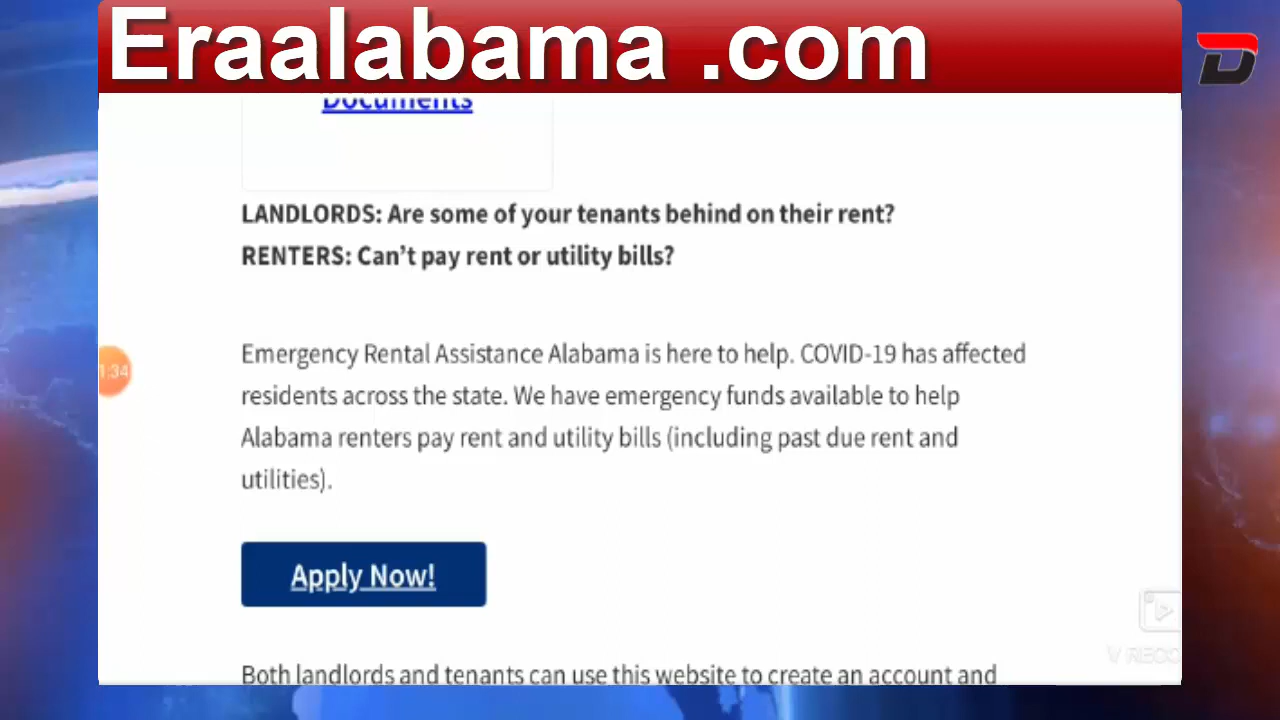 Eraalabama .com
D
Documents
LANDLORDS: Are some of your tenants behind on their rent?
RENTERS: Can't pay rent or utility bills?
Emergency Rental Assistance Alabama is here to help. COVID-19 has affected
residents across the state. We have emergency funds available to help
Alabama renters pay rent and utility bills (including past due rent and
utilities).
1:34
Apply Now!
V RECO
Both landlords and tenants can use this website to create an account and